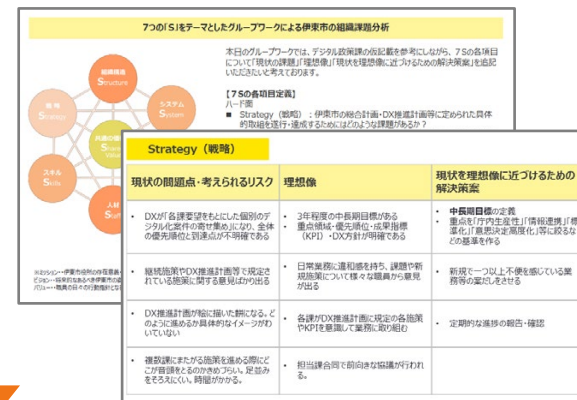 7つの「S」をテーマとしたグループワークによる伊東市の組織課題分析
本日のグループワークでは、デジタル政策課の仮記載を参考にしながら、7Sの各項目
について「現状の課題」「理想像」「現状を理想像に近づけるための解決策案」を追記
いただきたいと考えております。
【7Sの各項目定義】
ハード面
■ Strategy（戦略）：伊東市の総合計画・DX推進計画等に定められた具体
的取組を遂行・達成するためにはどのような課題があるか？
組織構造
Structure
戦略
Strategy
システム
System
スキル
Skills
人材
Strategy（戦略）
現状の問題点・考えられるリスク
理想像
現状を理想像に近づけるための
解決策案
・ DXが「各課要望をもとにした個別のデ
ジタル化案件の寄せ集め」になり、全体
の優先順位と到達点が不明確である
・ 3年程度の中長期目標がある
・ 重点領域・優先順位・成果指標
（KPI）・DX方針が明確である
・ 中長期目標の定義
・ 重点を「庁内生産性」「情報連携」「標
準化」「意思決定高度化」等に絞るな
どの基準を作る
・ 継続施策やDX推進計画等で規定さ
れている施策に関する意見ばかり出る
・ 日常業務に違和感を持ち、課題や新
規施策について様々な職員から意見
が出る
・ 新規で一つ以上不便を感じている業
務等の案だしをさせる
・ DX推進計画が絵に描いた餅になる。ど
のように進めるか具体的なイメージがわ
いていない
・ 各課がDX推進計画に規定の各施策
やKPIを意識して業務に取り組む
・ 定期的な進捗の報告・確認
・ 複数課にまたがる施策を進める際にど
こが音頭をとるのかきめづらい。足並み
をそろえにくい。時間がかかる。
・ 担当課合同で前向きな協議が行われ
る。